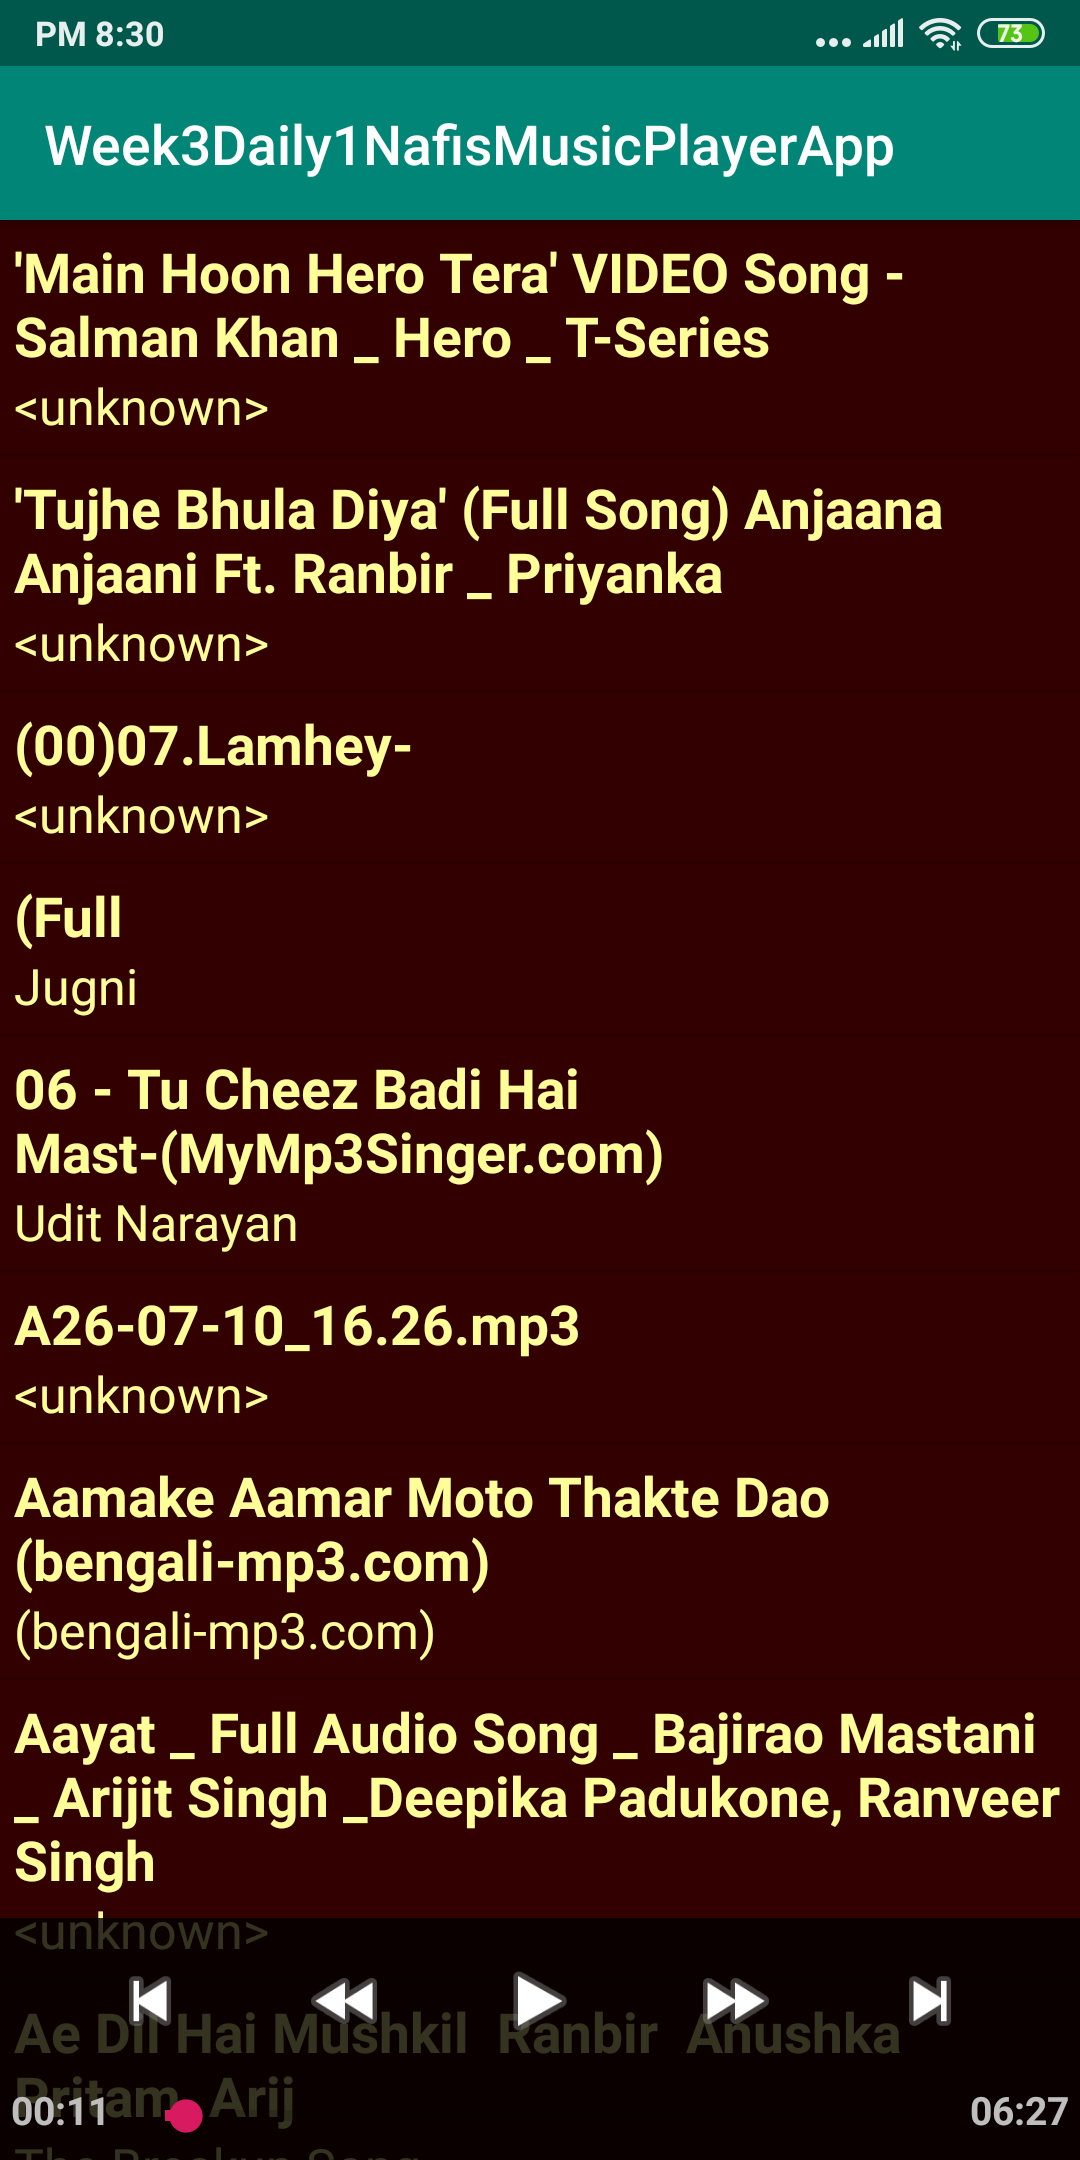 PM 8:30
73
Week3Daily1NafisMusicPlayerApp
'Main Hoon Hero Tera' VIDEO Song -
Salman Khan _ Hero _ T-Series
<unknown>
'Tujhe Bhula Diya' (Full Song) Anjaana
Anjaani Ft. Ranbir _ Priyanka
<unknown>
(00)07.Lamhey-
<unknown>
(Full
Jugni
06 - Tu Cheez Badi Hai
Mast-(MyMp3Singer.com)
Udit Narayan
A26-07-10_16.26.mp3
<unknown>
Aamake Aamar Moto Thakte Dao
(bengali-mp3.com)
(bengali-mp3.com)
Aayat _ Full Audio Song _ Bajirao Mastani
_ Arijit Singh _Deepika Padukone, Ranveer
Singh
<unknown>
Ae Dil Hai Mushkil Ranbir Anushka
Pritam Arij
00:11
06:27
The Breakup Song